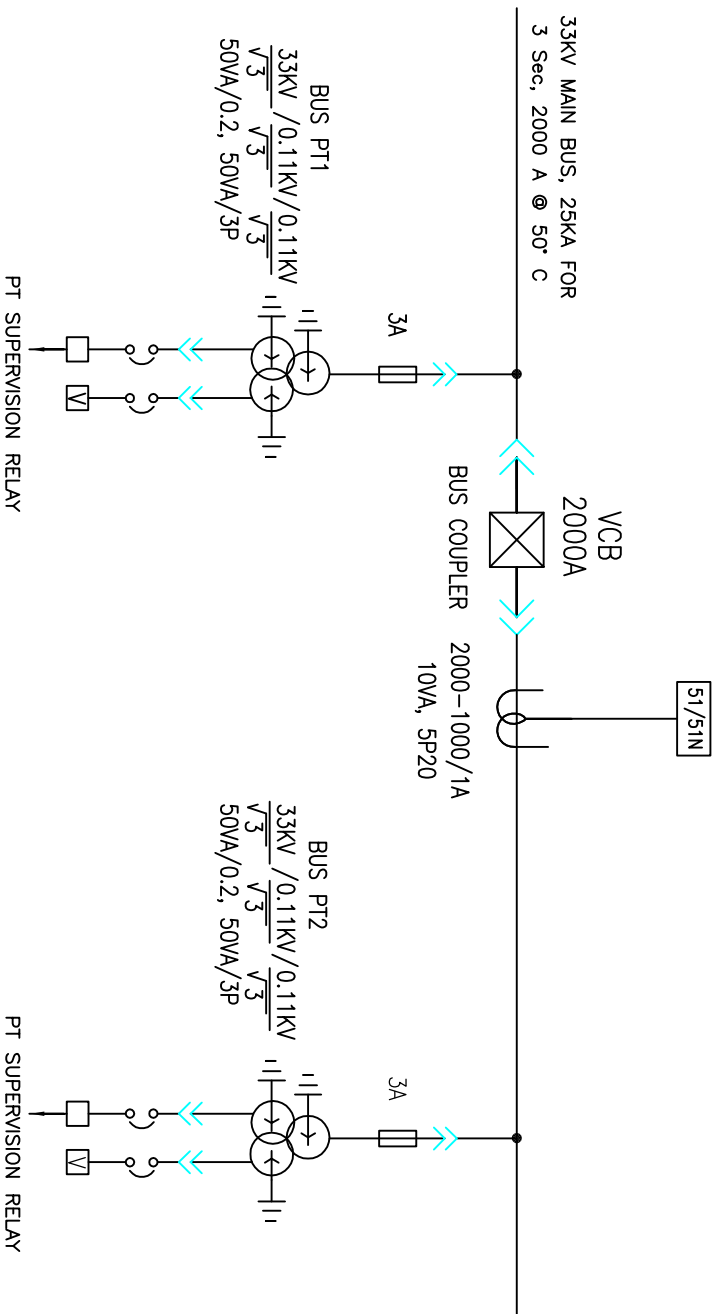 33KV MAIN BUS, 25KA FOR
3 Sec, 2000 A @ 50° C
BUS PT1
33KV /0.11KV/0.11KV
√3 √3 √3
50VA/0.2, 50VA/3P
3A
V
PT SUPERVISION RELAY
VCB
2000A
BUS COUPLER
51/51N
2000-1000/1A
10VA, 5P20
BUS PT2
33KV /0.11KV/0.11KV
√3 √3 √3
50VA/0.2, 50VA/3P
3A
V
PT SUPERVISION RELAY